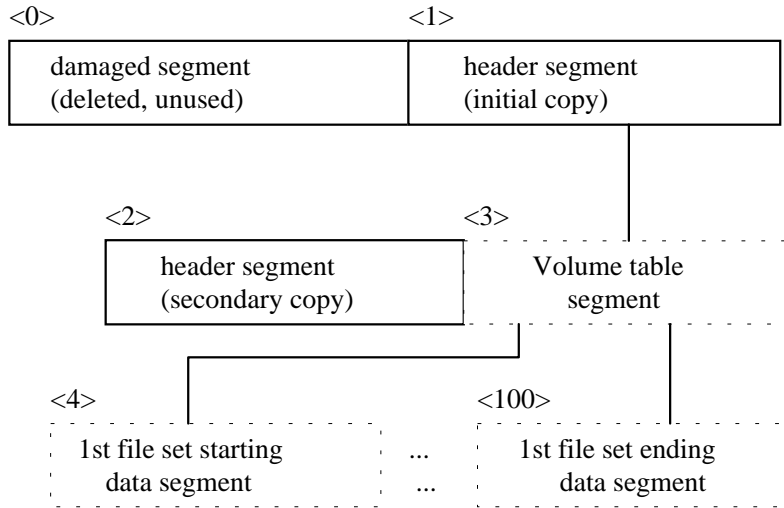 <0>
<1>
damaged segment
(deleted, unused)
header segment
(initial copy)
<2>
<3>
header segment
(secondary copy)
Volume table
segment
<4>
<100>
1st file set starting
data segment
...
...
1st file set ending
data segment